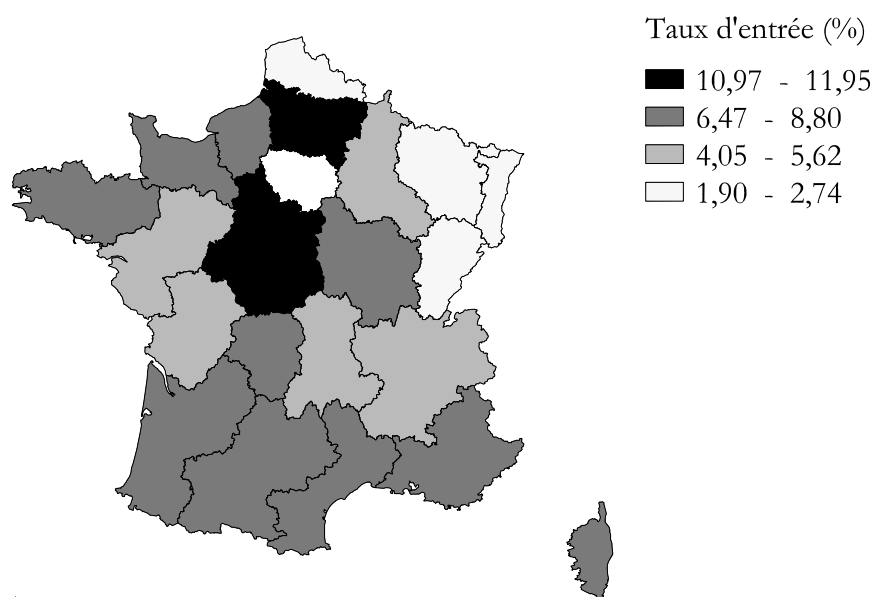 Taux d'entrée (%)
10,97 - 11,95
6,47 - 8,80
4,05 - 5,62
1,90 - 2,74